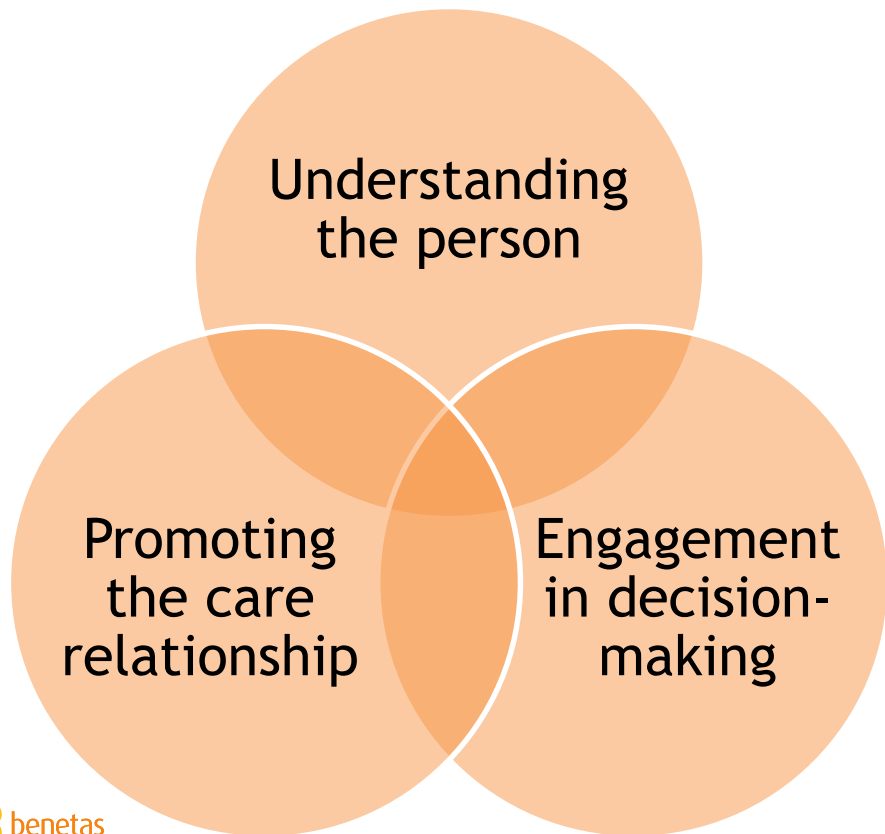 Understanding
the person
Promoting
the care
relationship
Engagement
in decision-
making
benetas